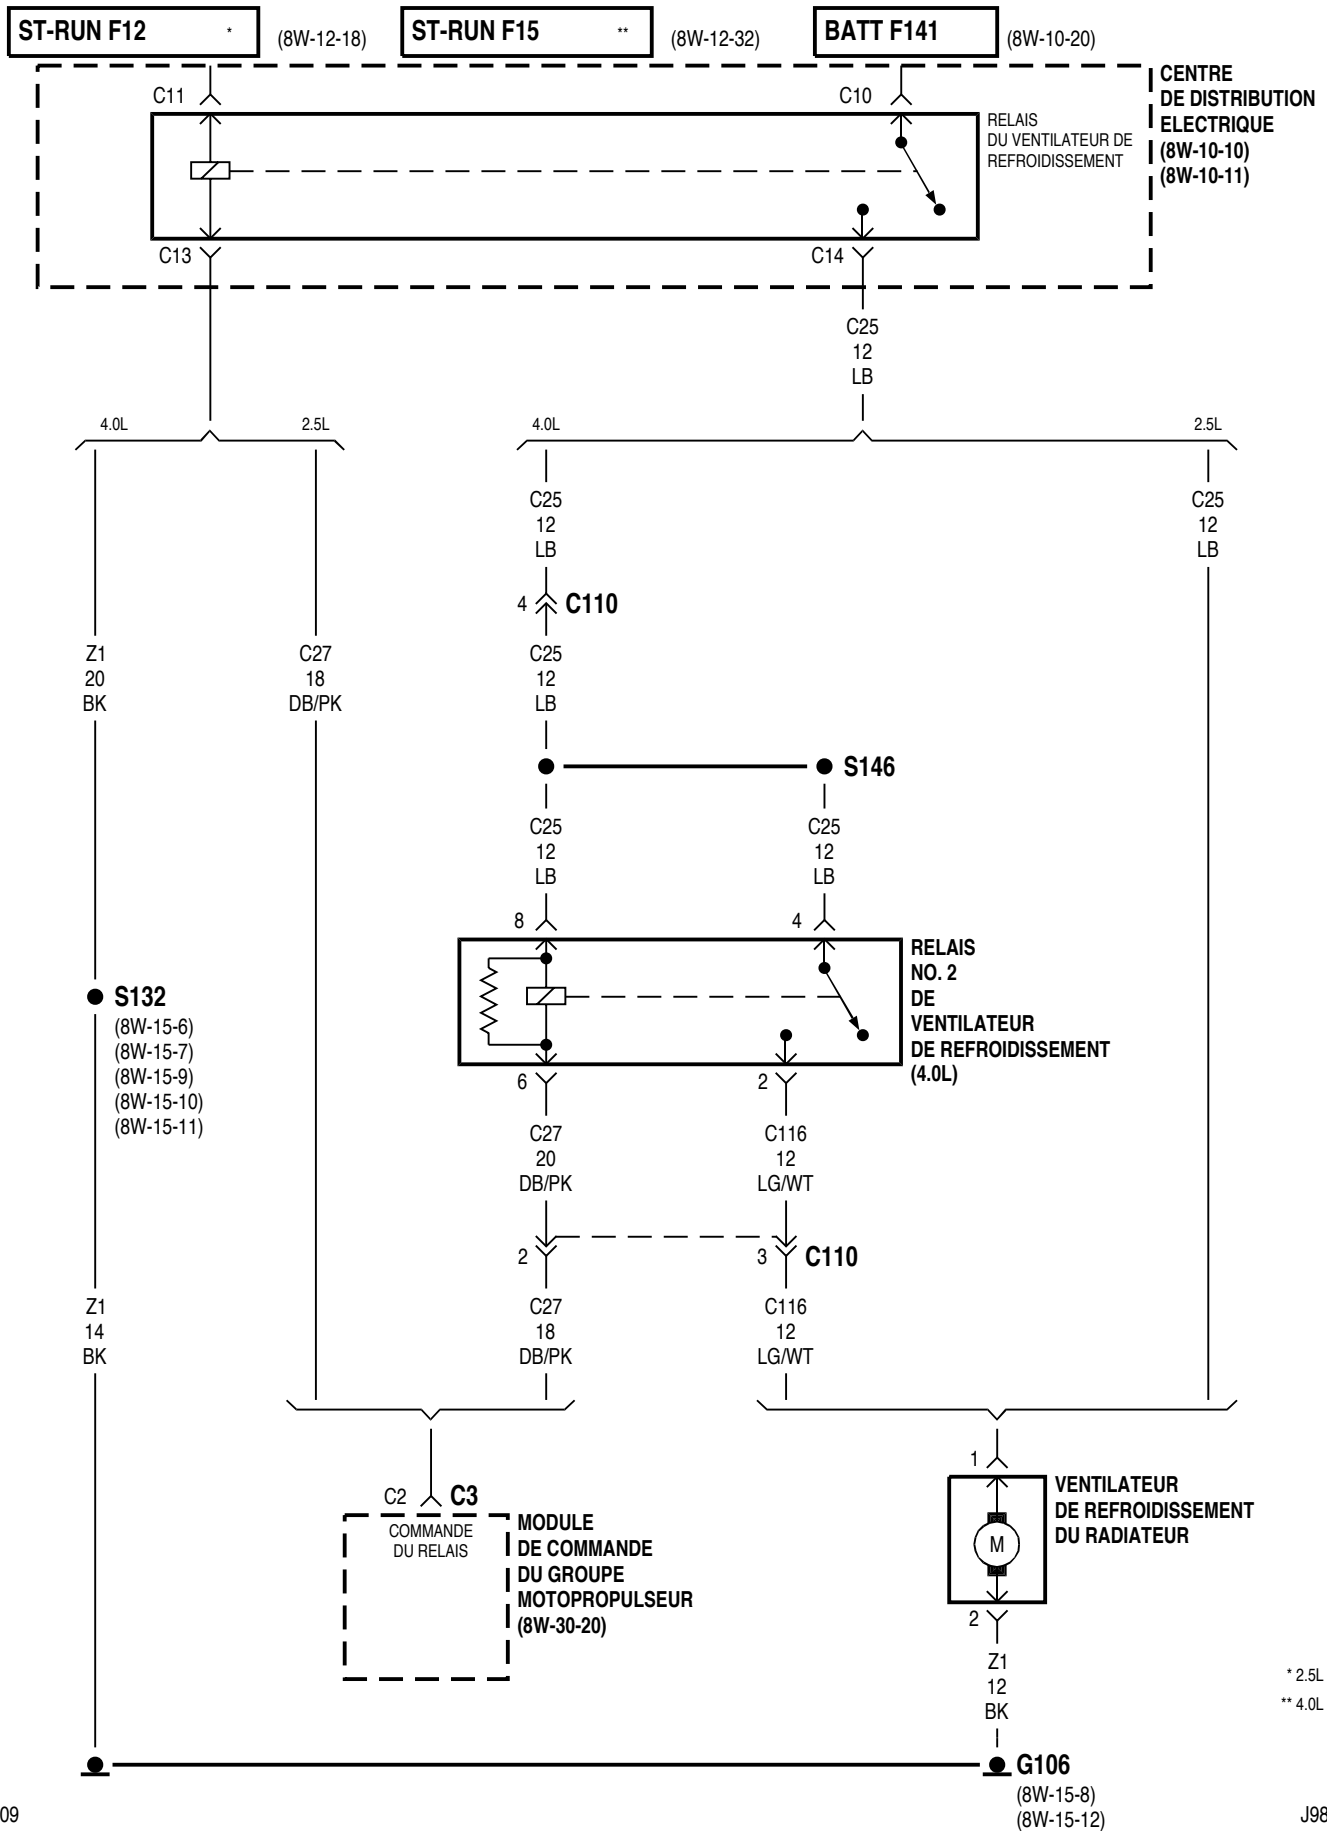 ST-RUN F12 *
(8W-12-18)
ST-RUN F15 **
(8W-12-32)
BATT F141
(8W-10-20)
CENTRE
DE DISTRIBUTION
ELECTRIQUE
(8W-10-10)
(8W-10-11)
C11
C10
RELAIS
DU VENTILATEUR DE
REFROIDISSEMENT
C13
C14
C25
12
LB
4.0L
2.5L
4.0L
2.5L
C25
12
LB
C25
12
LB
4
C110
Z1
20
BK
C27
18
DB/PK
C25
12
LB
S146
C25
12
LB
C25
12
LB
8
4
RELAIS
NO. 2
DE
VENTILATEUR
DE REFROIDISSEMENT
(4.0L)
S132
(8W-15-6)
(8W-15-7)
(8W-15-9)
(8W-15-10)
(8W-15-11)
6
2
C27
20
DB/PK
C116
12
LG/WT
2
3
C110
Z1
14
BK
C27
18
DB/PK
C116
12
LG/WT
C2
C3
COMMANDE
DU RELAIS
MODULE
DE COMMANDE
DU GROUPE
MOTOPROPULSEUR
(8W-30-20)
1
M
VENTILATEUR
DE REFROIDISSEMENT
DU RADIATEUR
2
Z1
12
BK
* 2.5L
** 4.0L
G106
(8W-15-8)
(8W-15-12)
09
J98